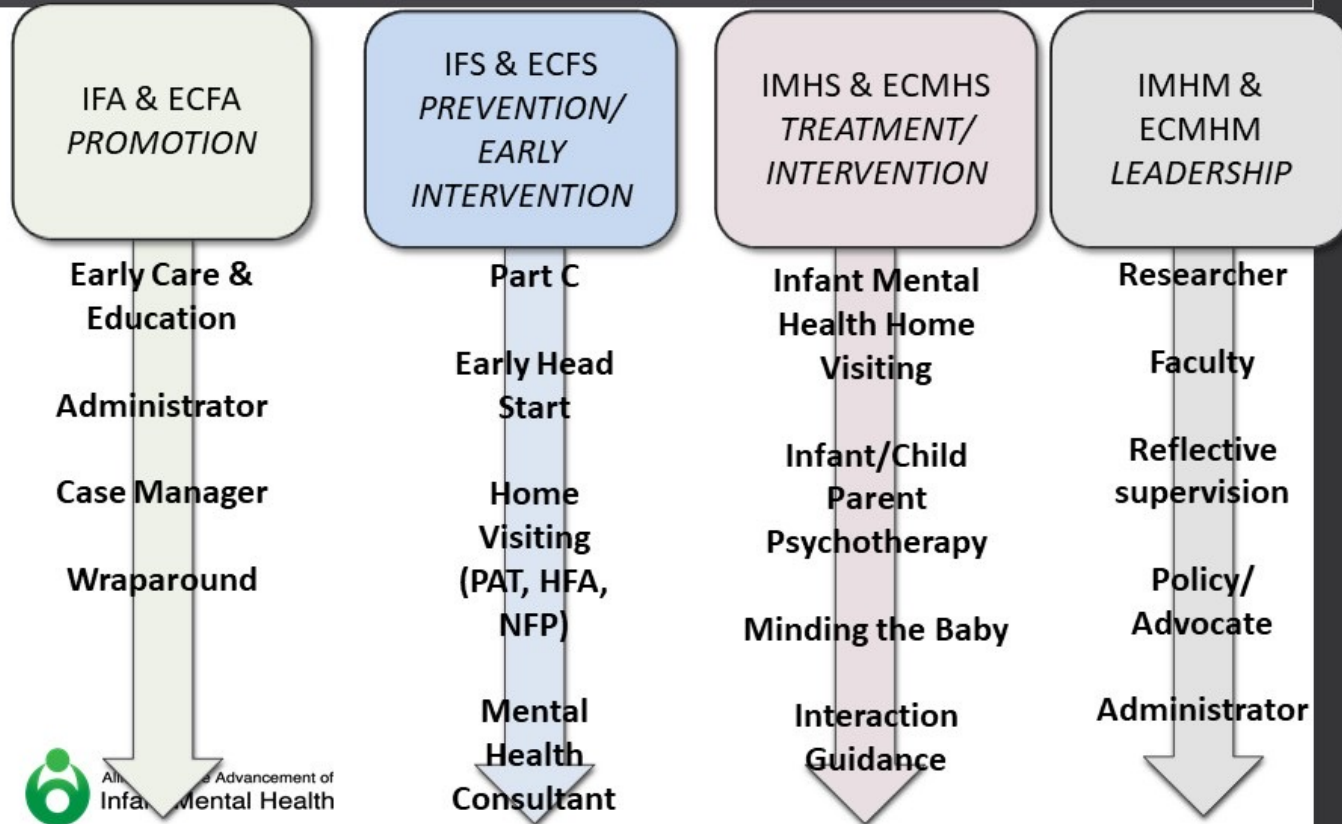 IFA & ECFA
PROMOTION
Early Care &
Education
Administrator
Case Manager
Wraparound
IFS & ECFS
PREVENTION/
EARLY
INTERVENTION
Part C
Early Head
Start
Home
Visiting
(PAT, HFA,
NFP)
Mental
Health
Consultant
IMHS & ECMHS
TREATMENT/
INTERVENTION
Infant Mental
Health Home
Visiting
Infant/Child
Parent
Psychotherapy
Minding the Baby
Interaction
Guidance
IMHM &
ECMHM
LEADERSHIP
Researcher
Faculty
Reflective
supervision
Policy/
Advocate
Administrator
Advancement of
Mental Health